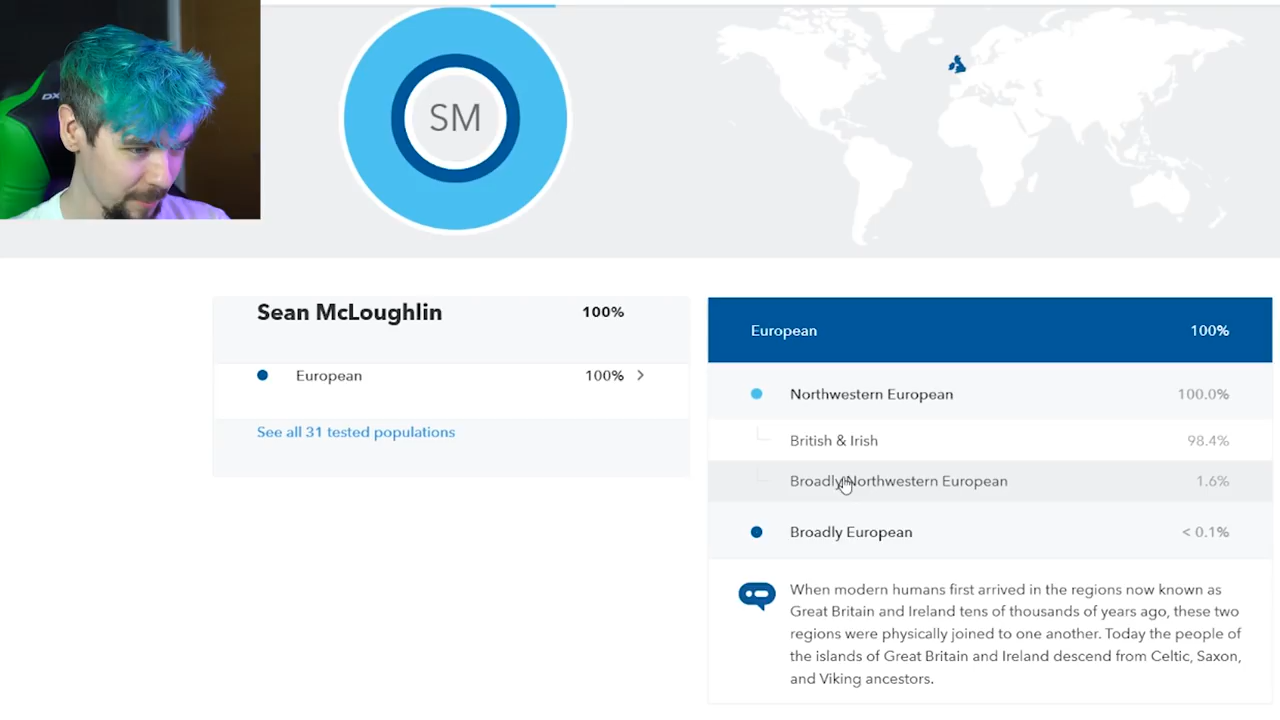 DX
SM
Sean McLoughlin 100%
European 100%
See all 31 tested populations
European 100%
Northwestern European 100.0%
British & Irish 98.4%
Broadly Northwestern European 1.6%
Broadly European < 0.1%
When modern humans first arrived in the regions now known as
Great Britain and Ireland tens of thousands of years ago, these two
regions were physically joined to one another. Today the people of
the islands of Great Britain and Ireland descend from Celtic, Saxon,
and Viking ancestors.